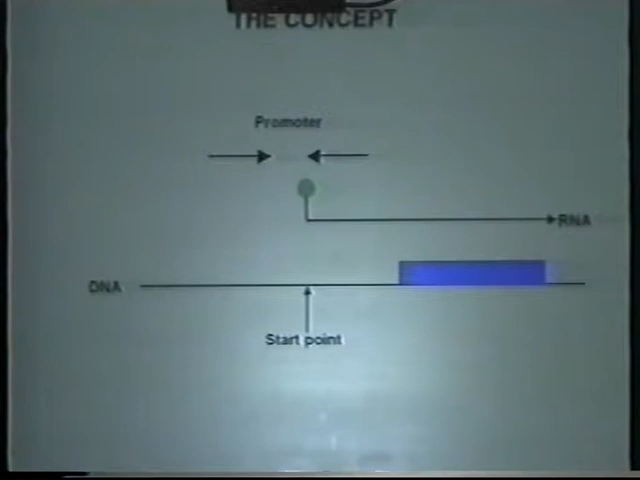 THE CONCEPT
Promoter
RNA
DNA
Start point